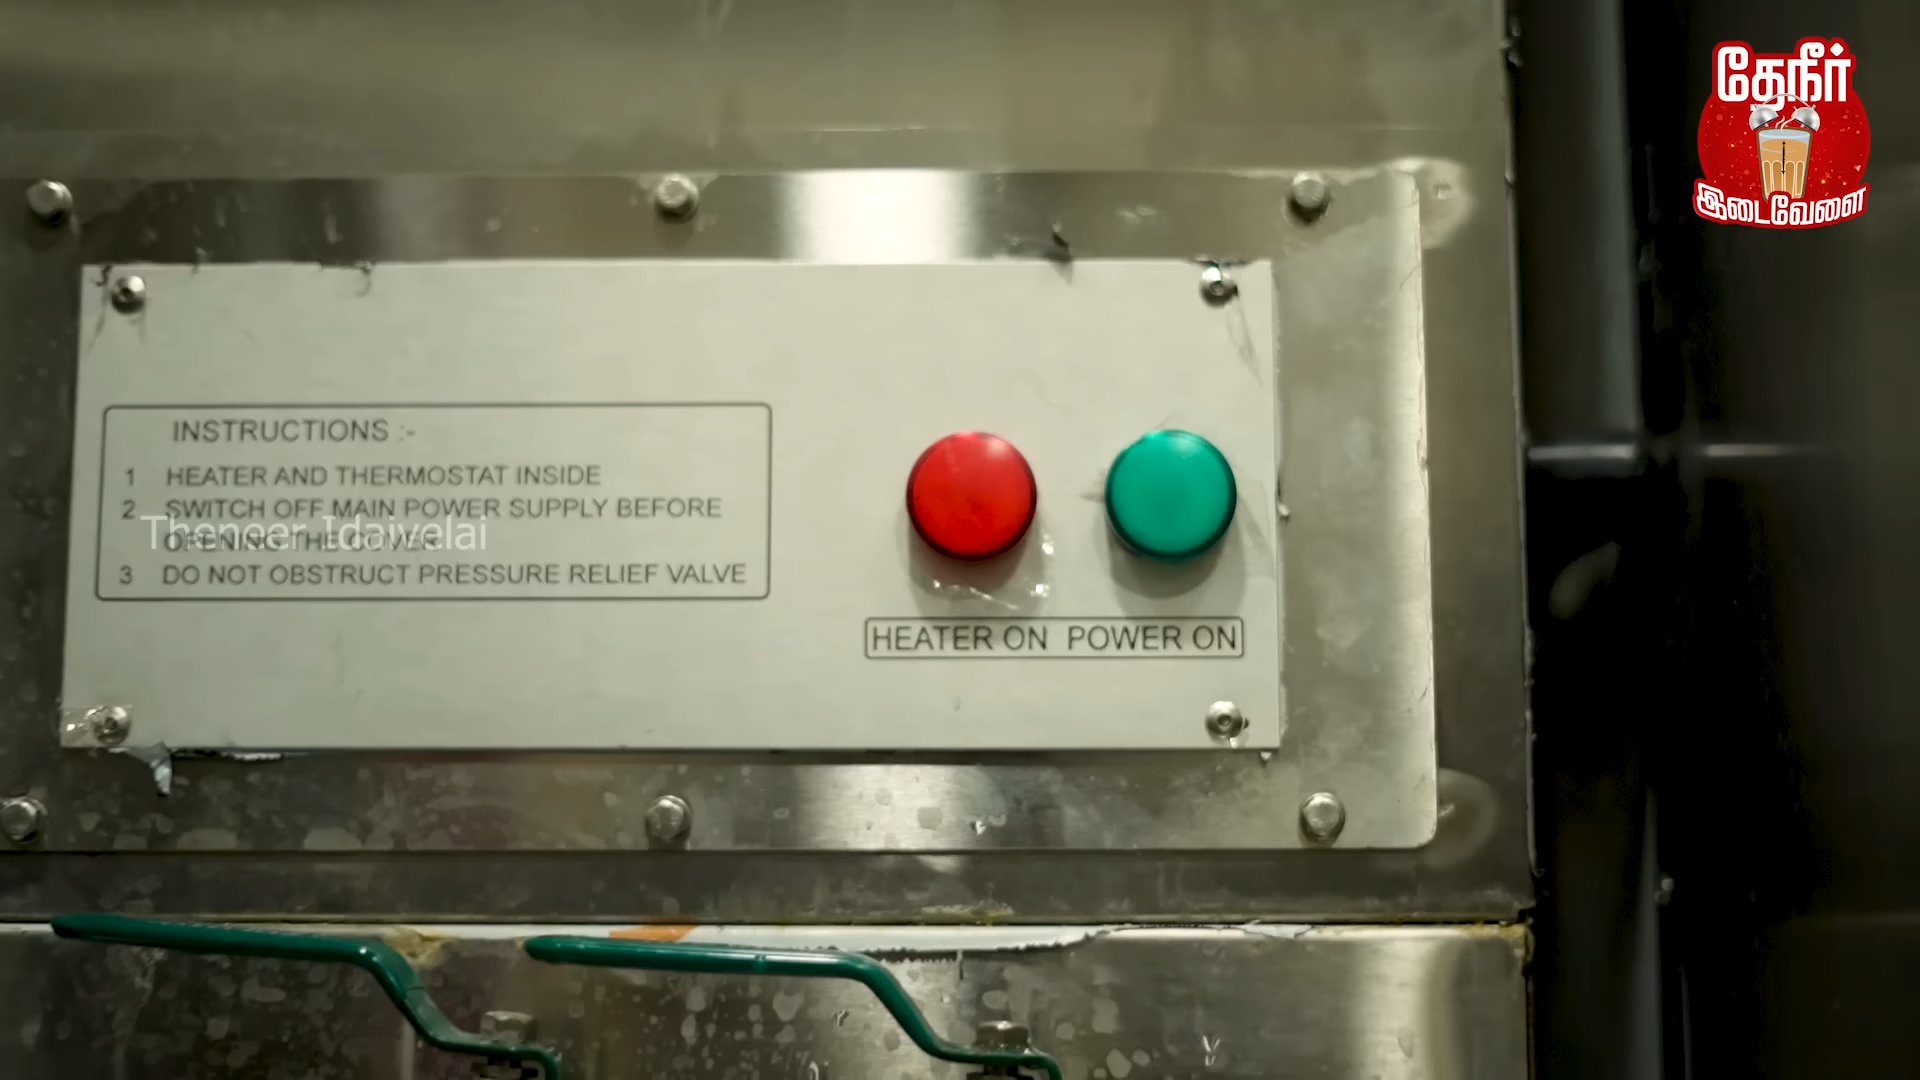 தேநீர்
இடைவேளை
INSTRUCTIONS :-
1 HEATER AND THERMOSTAT INSIDE
2 SWITCH OFF MAIN POWER SUPPLY BEFORE
OPENING THE COVER
Theneer Idaivelai
3 DO NOT OBSTRUCT PRESSURE RELIEF VALVE
HEATER ON POWER ON